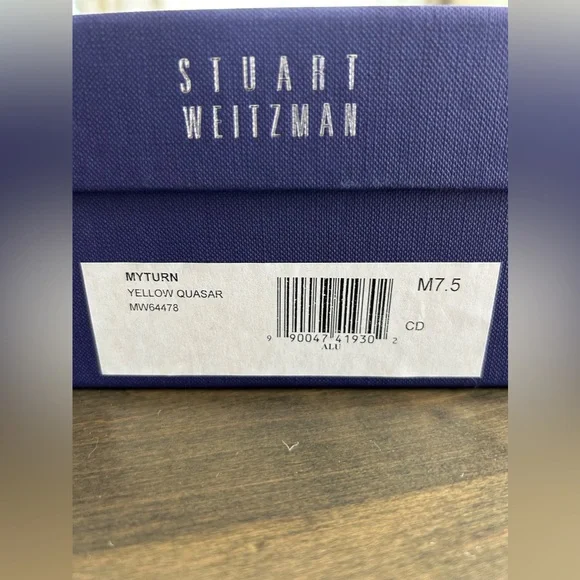 STUART
WEITZMAN
MYTURN
YELLOW QUASAR
MW64478
9 90047 41930 2
ALU
M7.5
CD